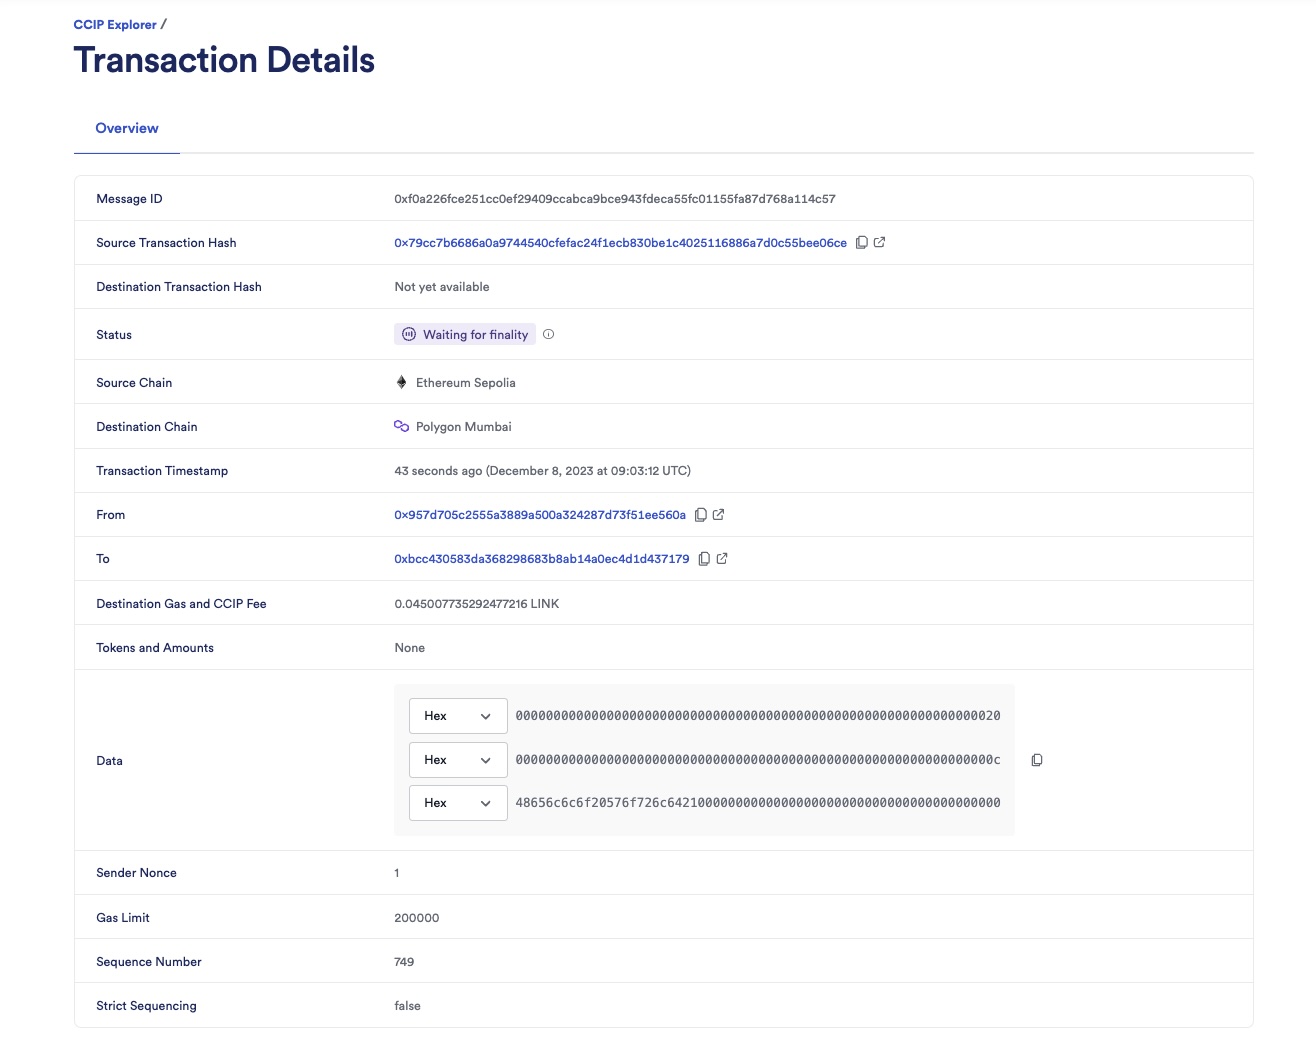 CCIP Explorer /
Transaction Details
Overview
Message ID 0xf0a226fce251cc0ef29409ccabca9bce943fdeca55fc01155fa87d768a114c57
Source Transaction Hash 0x79cc7b6686a0a9744540cfefac24f1ecb830be1c4025116886a7d0c55bee06ce
Destination Transaction Hash Not yet available
Status Waiting for finality
Source Chain Ethereum Sepolia
Destination Chain Polygon Mumbai
Transaction Timestamp 43 seconds ago (December 8, 2023 at 09:03:12 UTC)
From 0x957d705c2555a3889a500a324287d73f51ee560a
To 0xbcc430583da368298683b8ab14a0ec4d1d437179
Destination Gas and CCIP Fee 0.045007735292477216 LINK
Tokens and Amounts None
Hex 0000000000000000000000000000000000000000000000000000000000000020
Data Hex 000000000000000000000000000000000000000000000000000000000000000c
Hex 48656c6c6f20576f726c64210000000000000000000000000000000000000000
Sender Nonce 1
Gas Limit 200000
Sequence Number 749
Strict Sequencing false